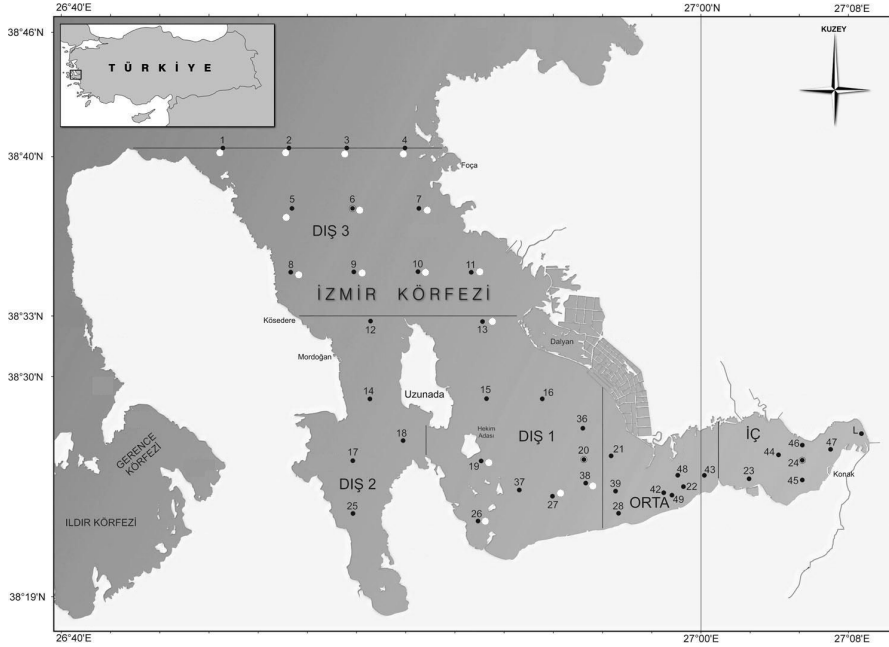 26°40'E
27°00'E
27°08'E
38°46'N
KUZEY
TÜRKİYE
1
2
3
4
38°40'N
Foça
5
6
7
DIŞ 3
8
9
10
11
İZMİR KÖRFEZİ
38°33'N
Kösedere
12
13
Dalyan
Mordoğan
38°30'N
14
Uzunada
15
16
36
Hekim
Adası
DIŞ 1
İÇ
L
18
46
47
GERENCE
KÖRFEZİ
17
19
20
21
44
24
Konak
DIŞ 2
48
43
23
45
37
27
38
39
42
22
49
ORTA
ILDIR KÖRFEZİ
25
26
28
38°19'N
26°40'E
27°00'E
27°08'E